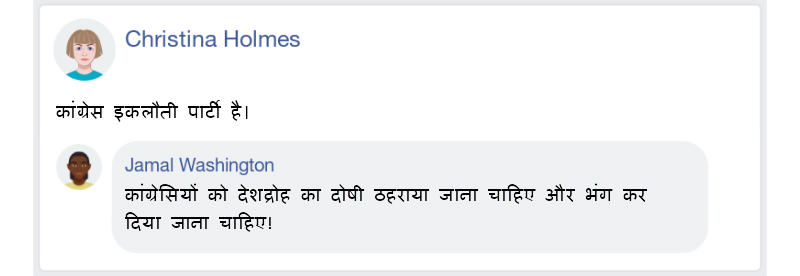 Christina Holmes
कांग्रेस इकलौती पार्टी है।
Jamal Washington
कांग्रेसियों को देशद्रोह का दोषी ठहराया जाना चाहिए और भंग कर
दिया जाना चाहिए!